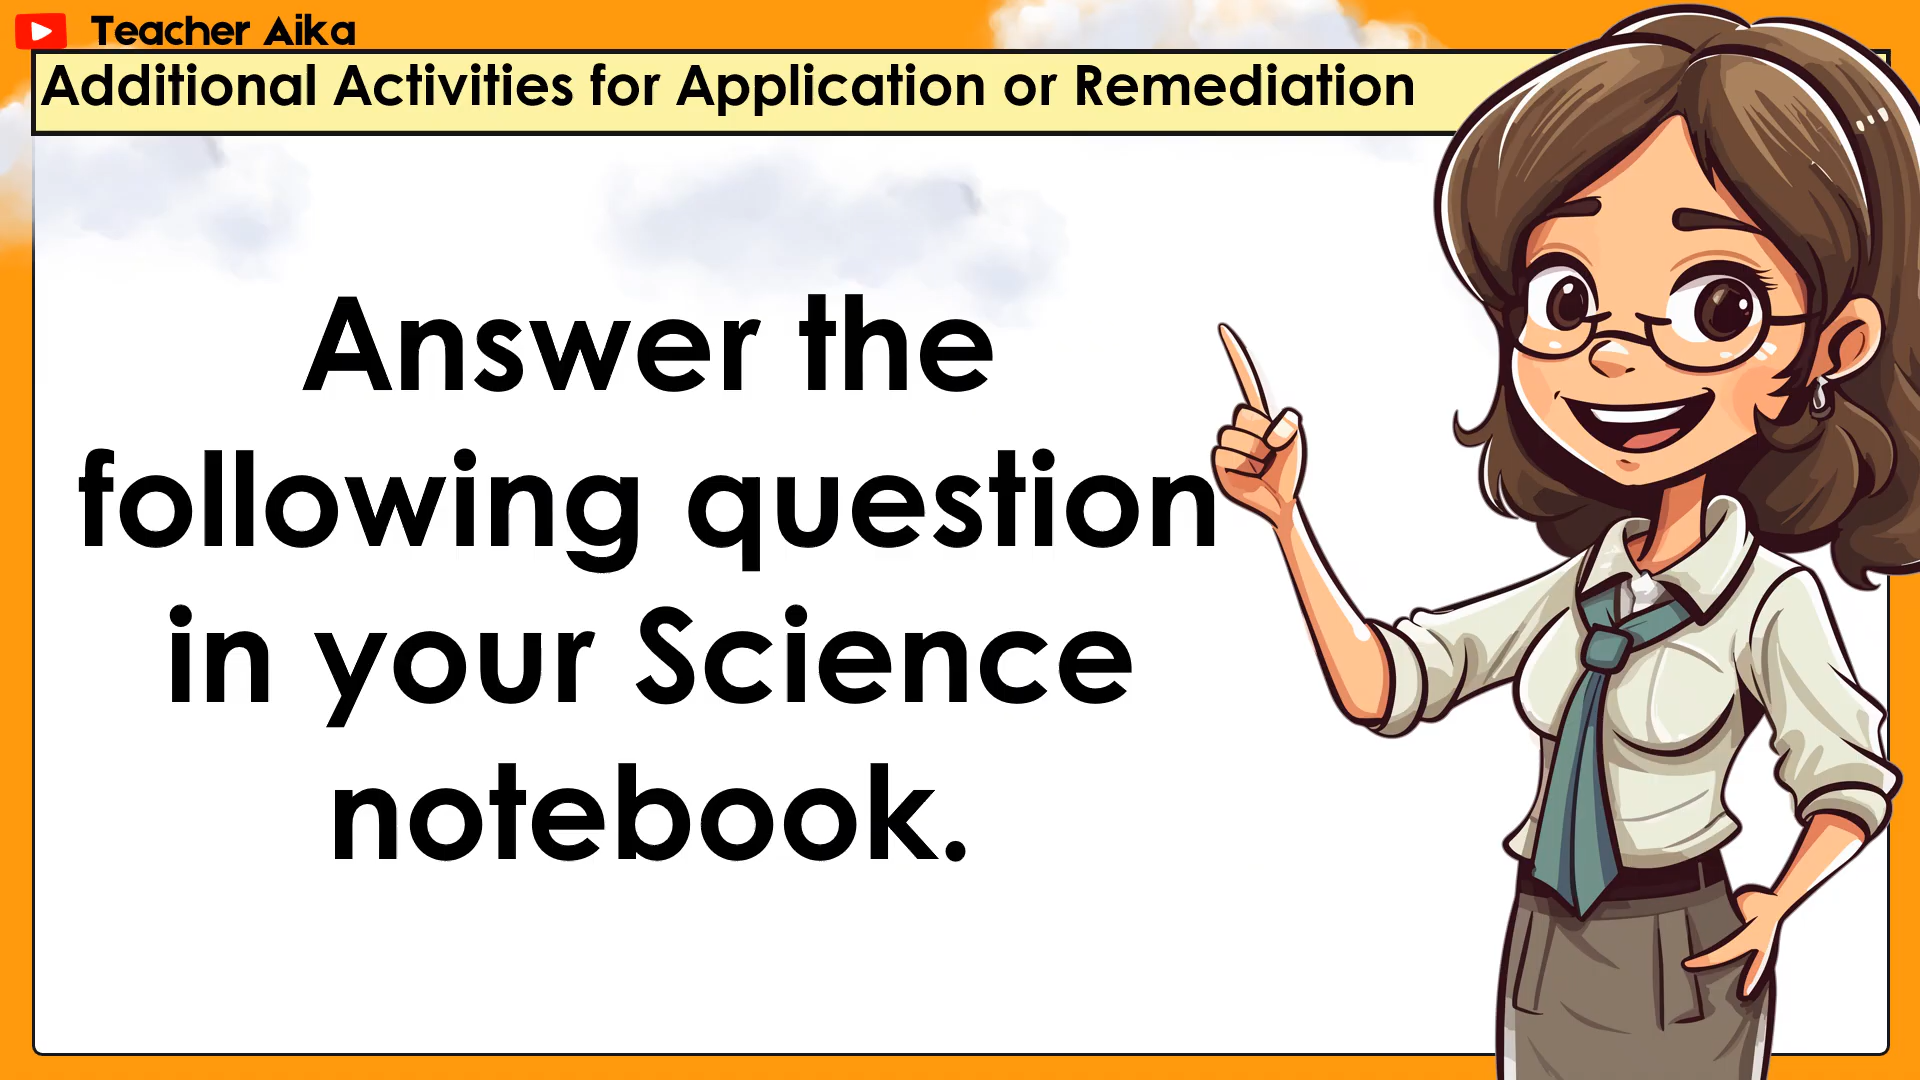 Teacher Aika
Additional Activities for Application or Remediation
Answer the
following question
in your Science
notebook.